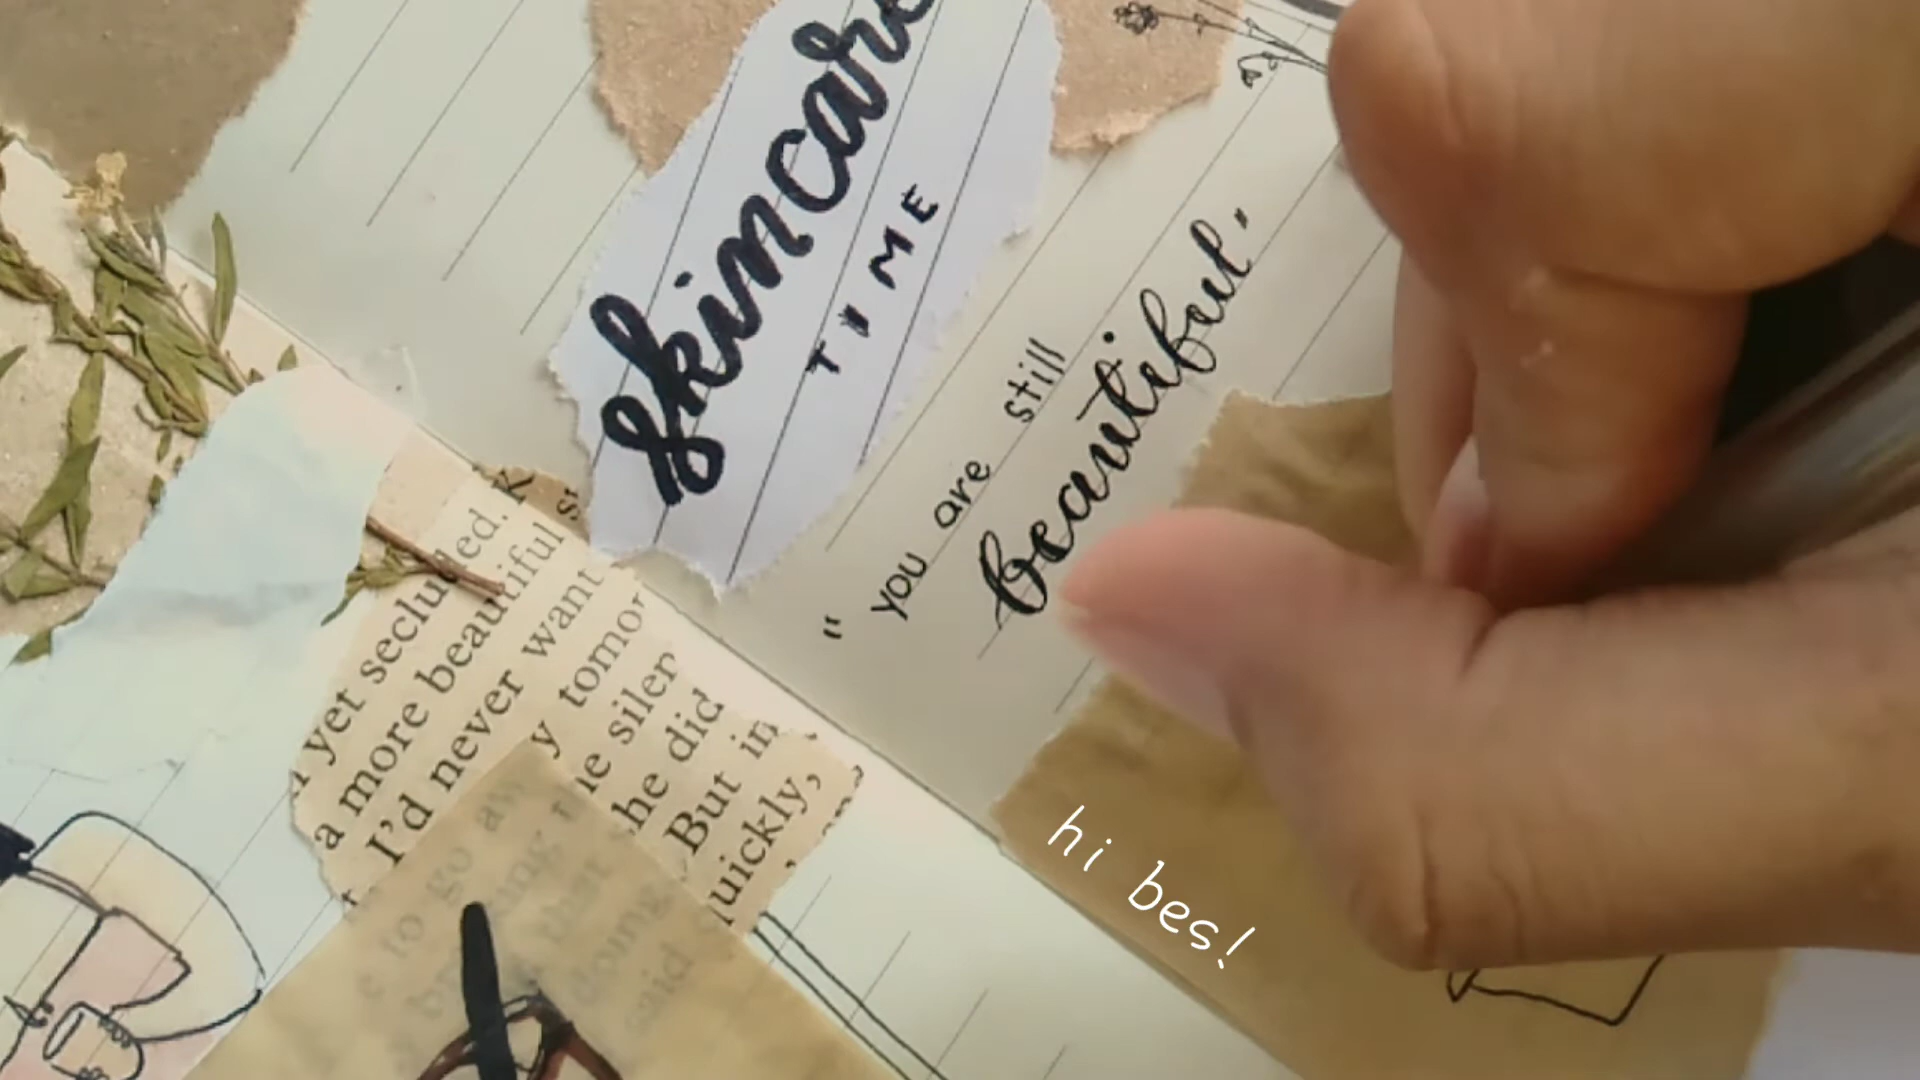 skincare
TIME
"you are still
beautiful"
yet secluded.
a more beautiful
I'd never want
y tomor
he silen
he did
But in
quickly,
hi bes!